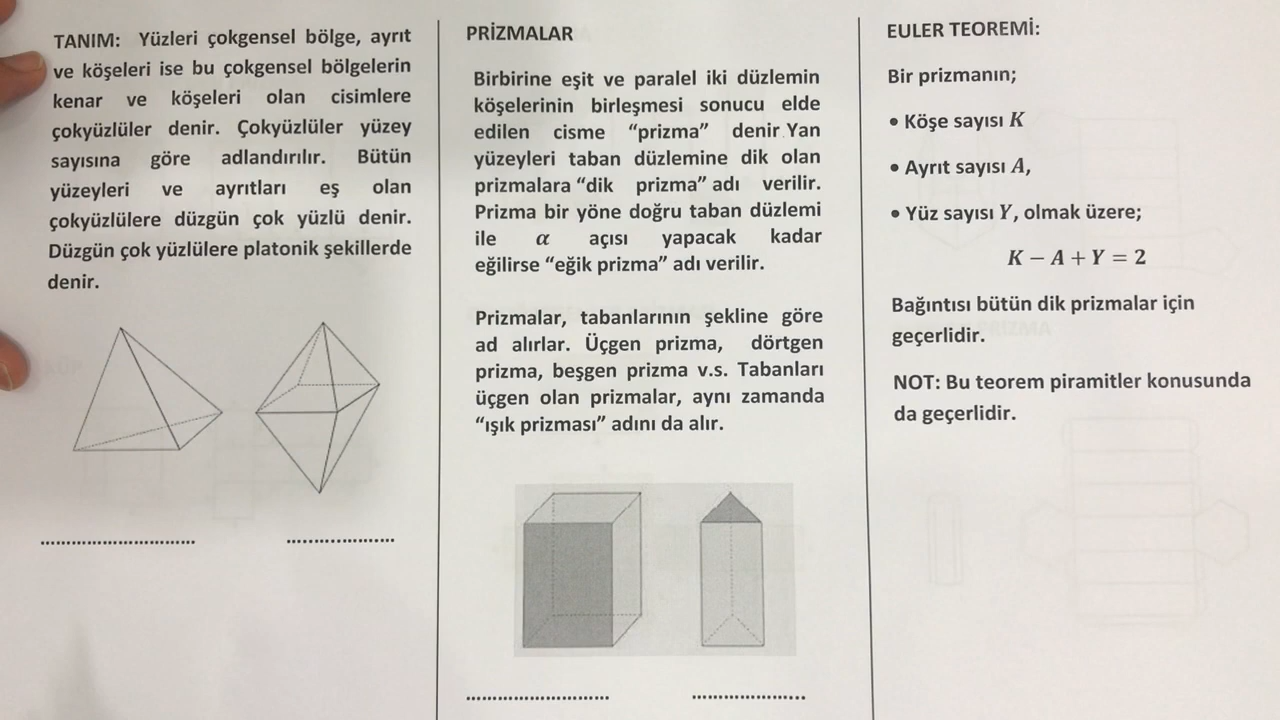 TANIM: Yüzleri çokgensel bölge, ayrıt
ve köşeleri ise bu çokgensel bölgelerin
kenar ve köşeleri olan cisimlere
çokyüzlüler denir. Çokyüzlüler yüzey
sayısına göre adlandırılır. Bütün
yüzeyleri ve ayrıtları eş olan
çokyüzlülere düzgün çok yüzlü denir.
Düzgün çok yüzlülere platonik şekillerde
denir.
................................
......................
PRİZMALAR
Birbirine eşit ve paralel iki düzlemin
köşelerinin birleşmesi sonucu elde
edilen cisme “prizma” denir.Yan
yüzeyleri taban düzlemine dik olan
prizmalara “dik prizma” adı verilir.
Prizma bir yöne doğru taban düzlemi
ile α açısı yapacak kadar
eğilirse “eğik prizma” adı verilir.
Prizmalar, tabanlarının şekline göre
ad alırlar. Üçgen prizma, dörtgen
prizma, beşgen prizma v.s. Tabanları
üçgen olan prizmalar, aynı zamanda
“ışık prizması” adını da alır.
.............................
.......................
EULER TEOREMİ:
Bir prizmanın;
• Köşe sayısı K
• Ayrıt sayısı A,
• Yüz sayısı Y, olmak üzere;
K − A + Y = 2
Bağıntısı bütün dik prizmalar için
geçerlidir.
NOT: Bu teorem piramitler konusunda
da geçerlidir.